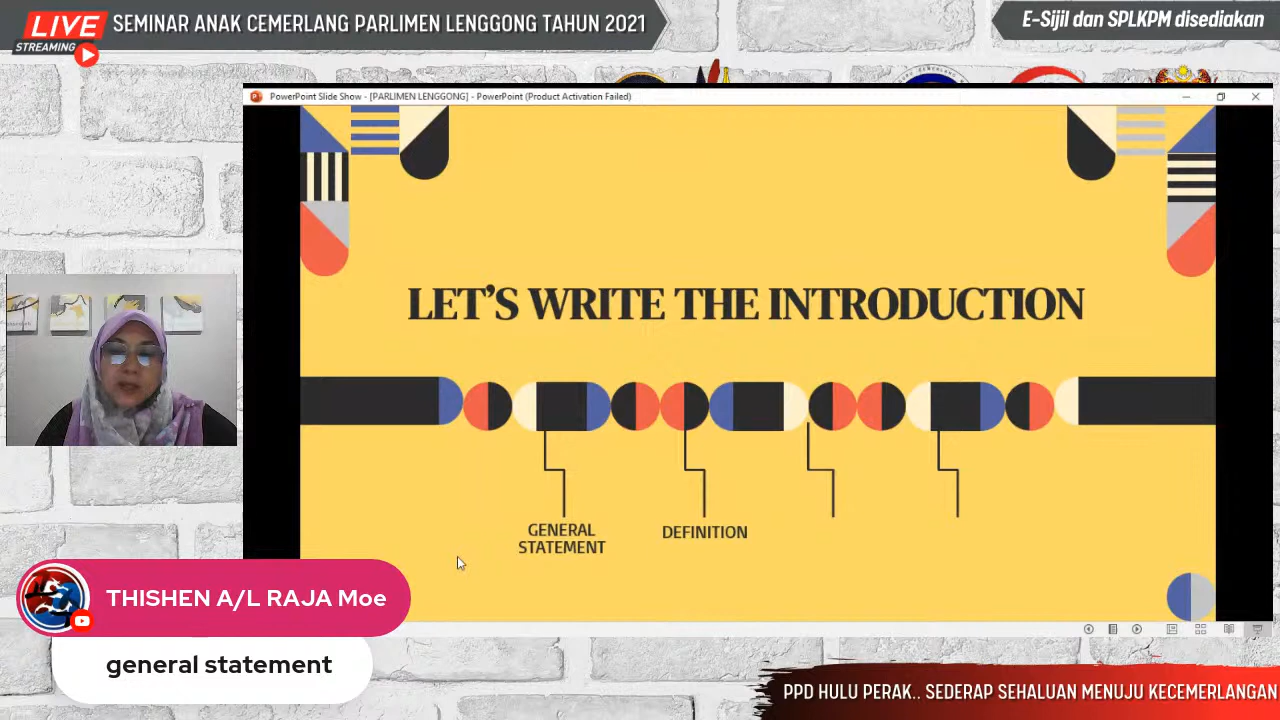 LIVE
STREAMING
SEMINAR ANAK CEMERLANG PARLIMEN LENGGONG TAHUN 2021
E-Sijil dan SPLKPM disediakan
PowerPoint Slide Show - [PARLIMEN LENGGONG] - PowerPoint (Product Activation Failed)
LET'S WRITE THE INTRODUCTION
GENERAL
STATEMENT
DEFINITION
THISHEN A/L RAJA Moe
general statement
PPD HULU PERAK.. SEDERAP SEHALUAN MENUJU KECEMERLANGAN